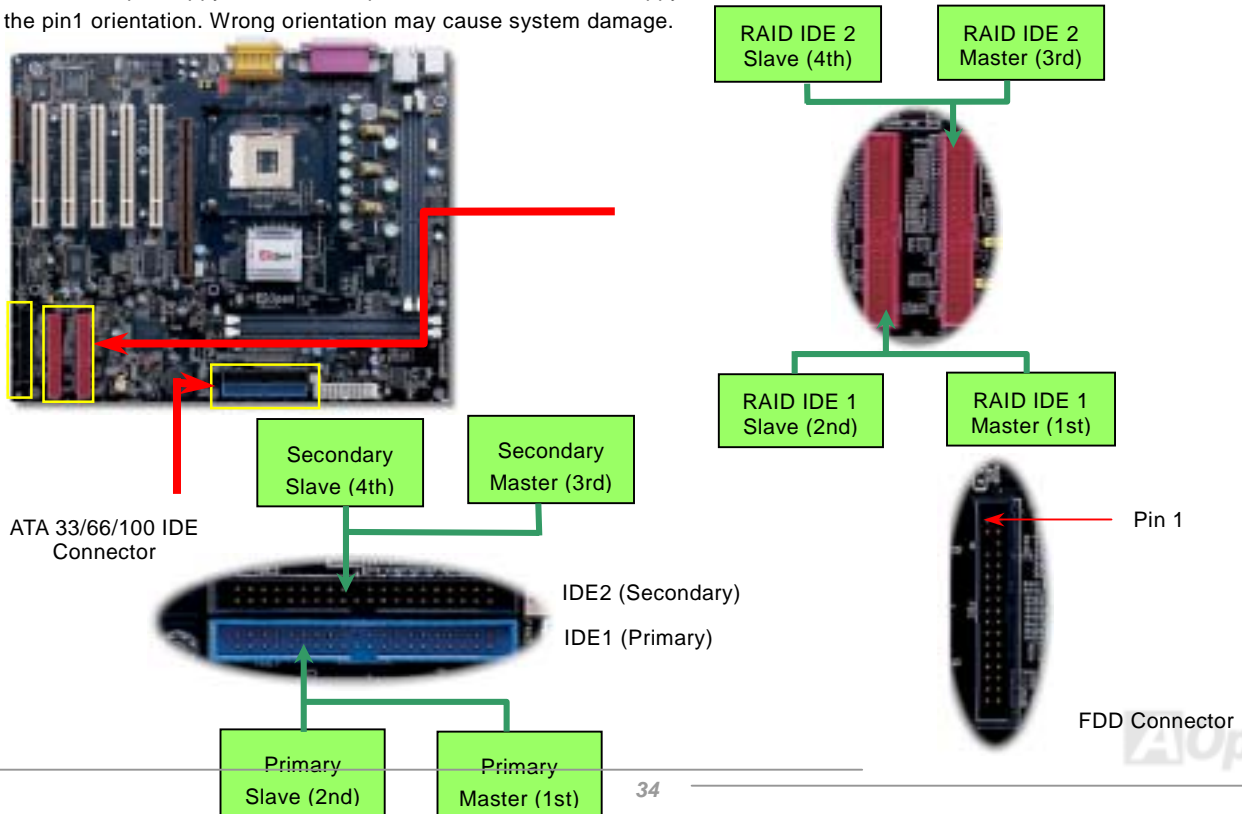 the pin1 orientation. Wrong orientation may cause system damage.
RAID IDE 2
Slave (4th)
RAID IDE 2
Master (3rd)
RAID IDE 1
Slave (2nd)
RAID IDE 1
Master (1st)
Secondary
Slave (4th)
Secondary
Master (3rd)
ATA 33/66/100 IDE
Connector
IDE2 (Secondary)
IDE1 (Primary)
Pin 1
FDD Connector
Primary
Slave (2nd)
Primary
Master (1st)
34